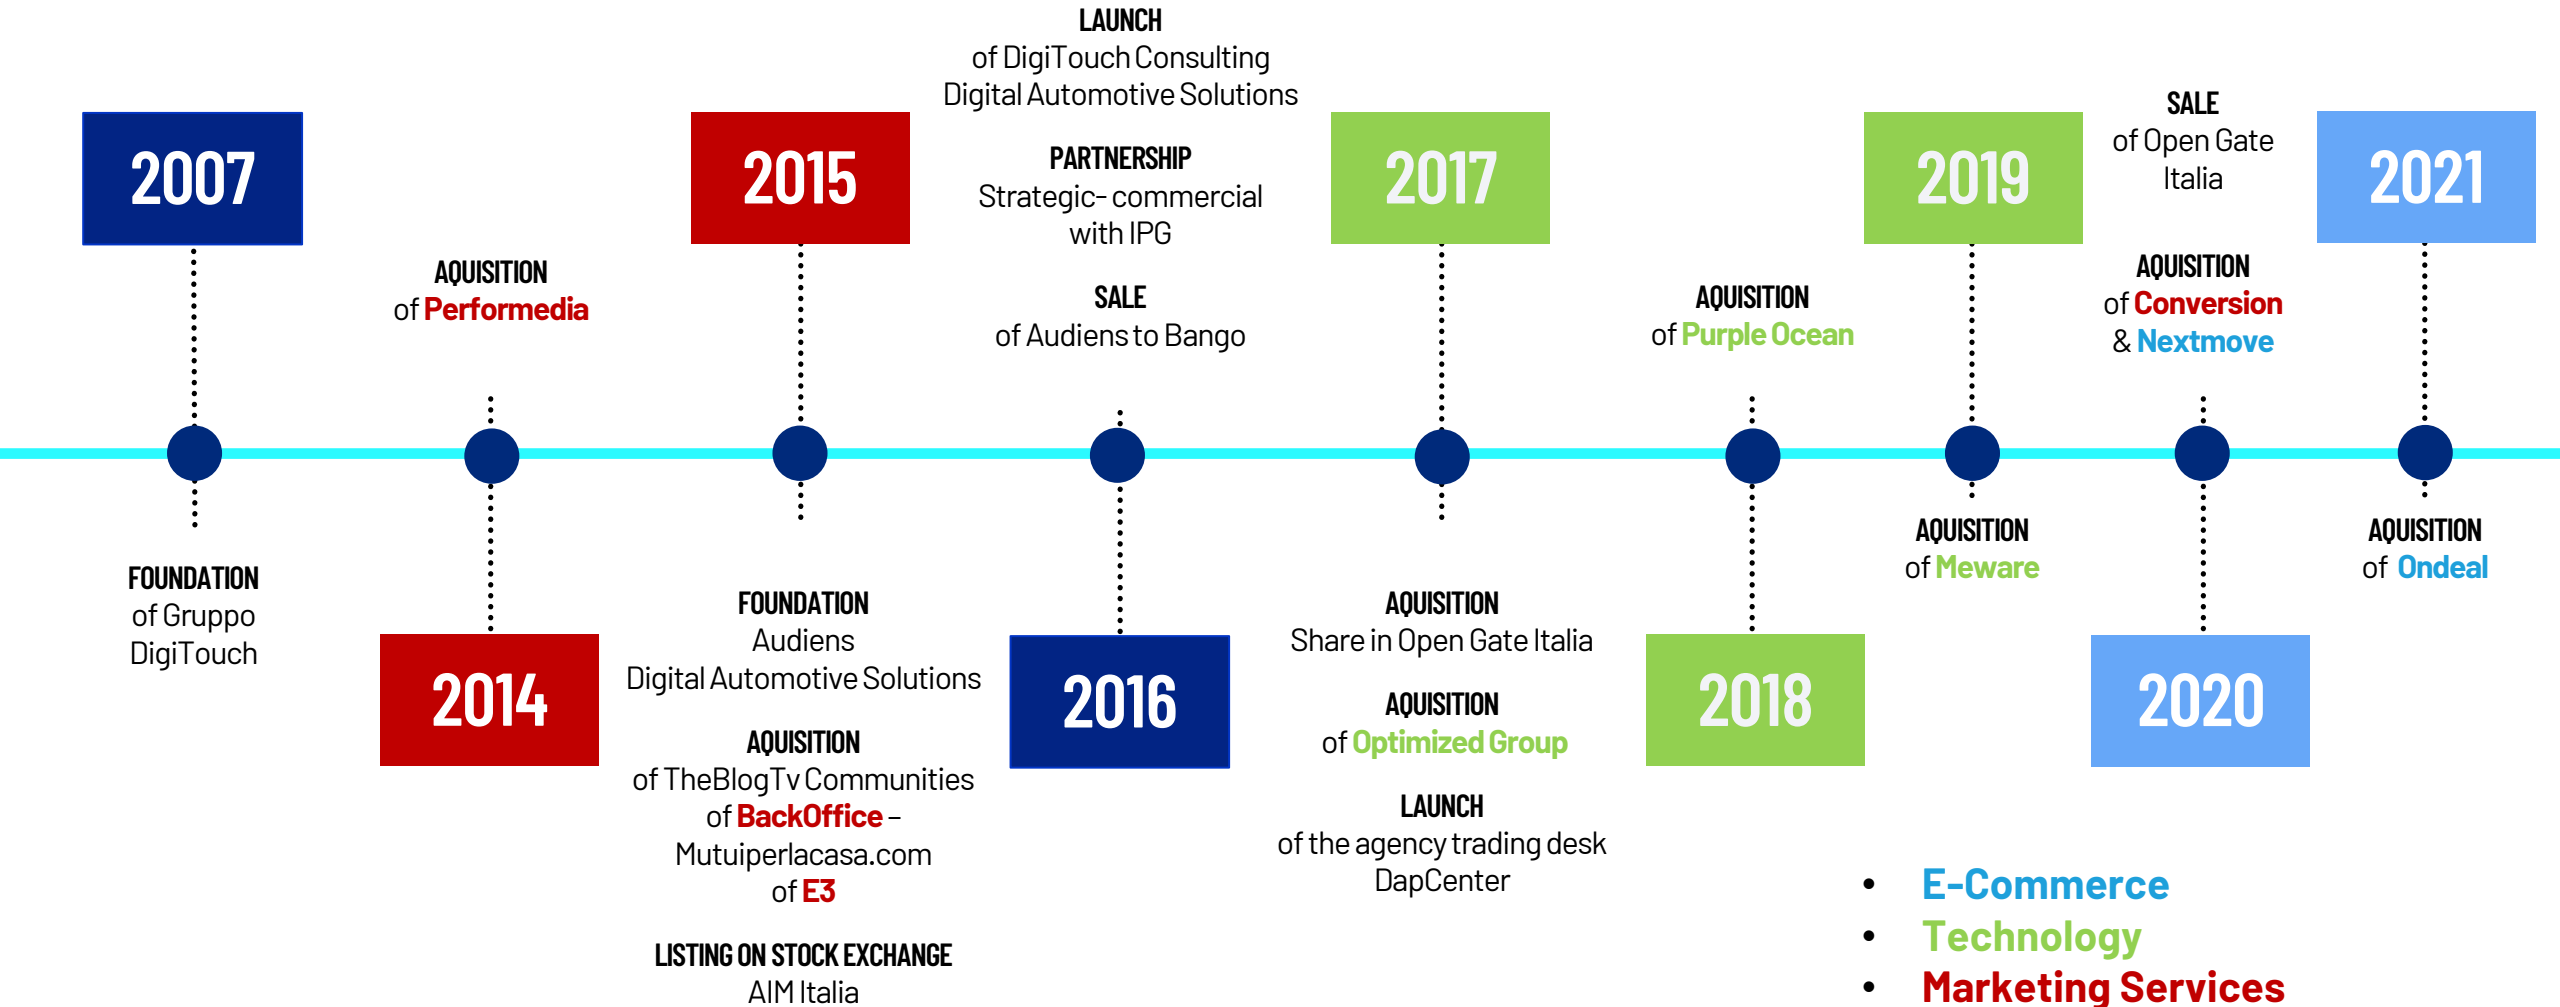 2007
FOUNDATION
of Gruppo
DigiTouch
AQUISITION
of Performedia
2014
2015
FOUNDATION
Audiens
Digital Automotive Solutions
AQUISITION
of TheBlogTv Communities
of BackOffice –
Mutuiperlacasa.com
of E3
LISTING ON STOCK EXCHANGE
AIM Italia
LAUNCH
of DigiTouch Consulting
Digital Automotive Solutions
PARTNERSHIP
Strategic- commercial
with IPG
SALE
of Audiens to Bango
2016
2017
AQUISITION
Share in Open Gate Italia
AQUISITION
of Optimized Group
LAUNCH
of the agency trading desk
DapCenter
AQUISITION
of Purple Ocean
2018
2019
AQUISITION
of Meware
SALE
of Open Gate
Italia
AQUISITION
of Conversion
& Nextmove
2020
2021
AQUISITION
of Ondeal
• E-Commerce
• Technology
• Marketing Services